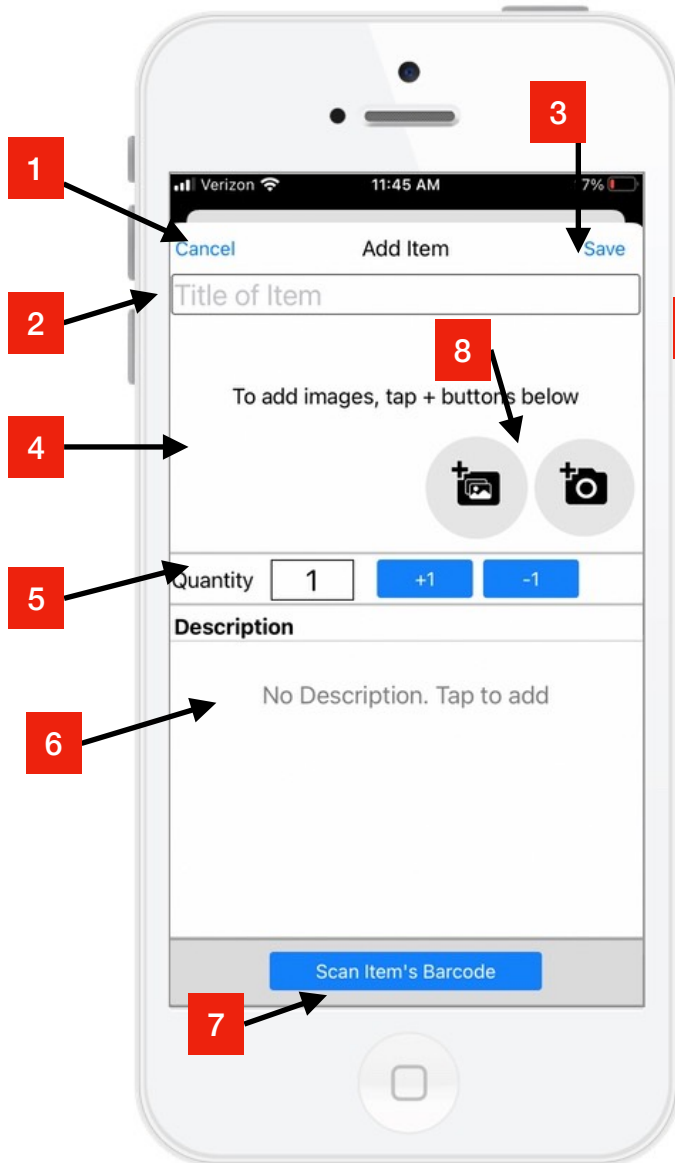 3
1
Verizon 11:45 AM 7%
Cancel Add Item Save
Title of Item
2
8
To add images, tap + buttons below
4
Quantity 1 +1 -1
5
Description
No Description. Tap to add
6
Scan Item's Barcode
7